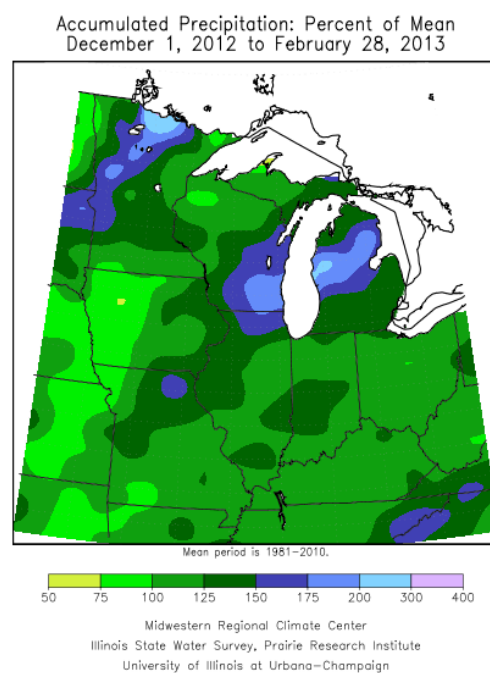 Accumulated Precipitation: Percent of Mean
December 1, 2012 to February 28, 2013
Mean period is 1981-2010.
50 75 100 125 150 175 200 300 400
Midwestern Regional Climate Center
Illinois State Water Survey, Prairie Research Institute
University of Illinois at Urbana-Champaign